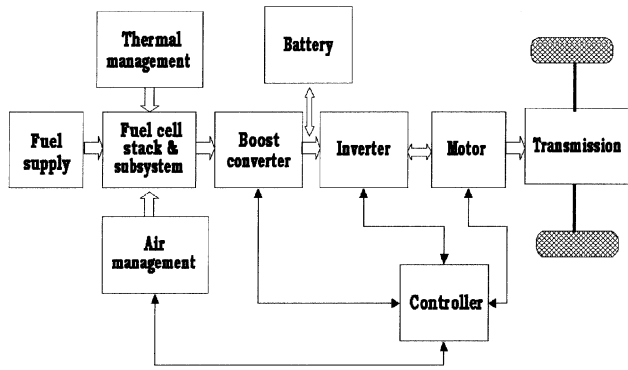 Thermal
management
Battery
Fuel
supply
Fuel cell
stack &
subsystem
Boost
converter
Inverter
Motor
Transmission
Air
management
Controller